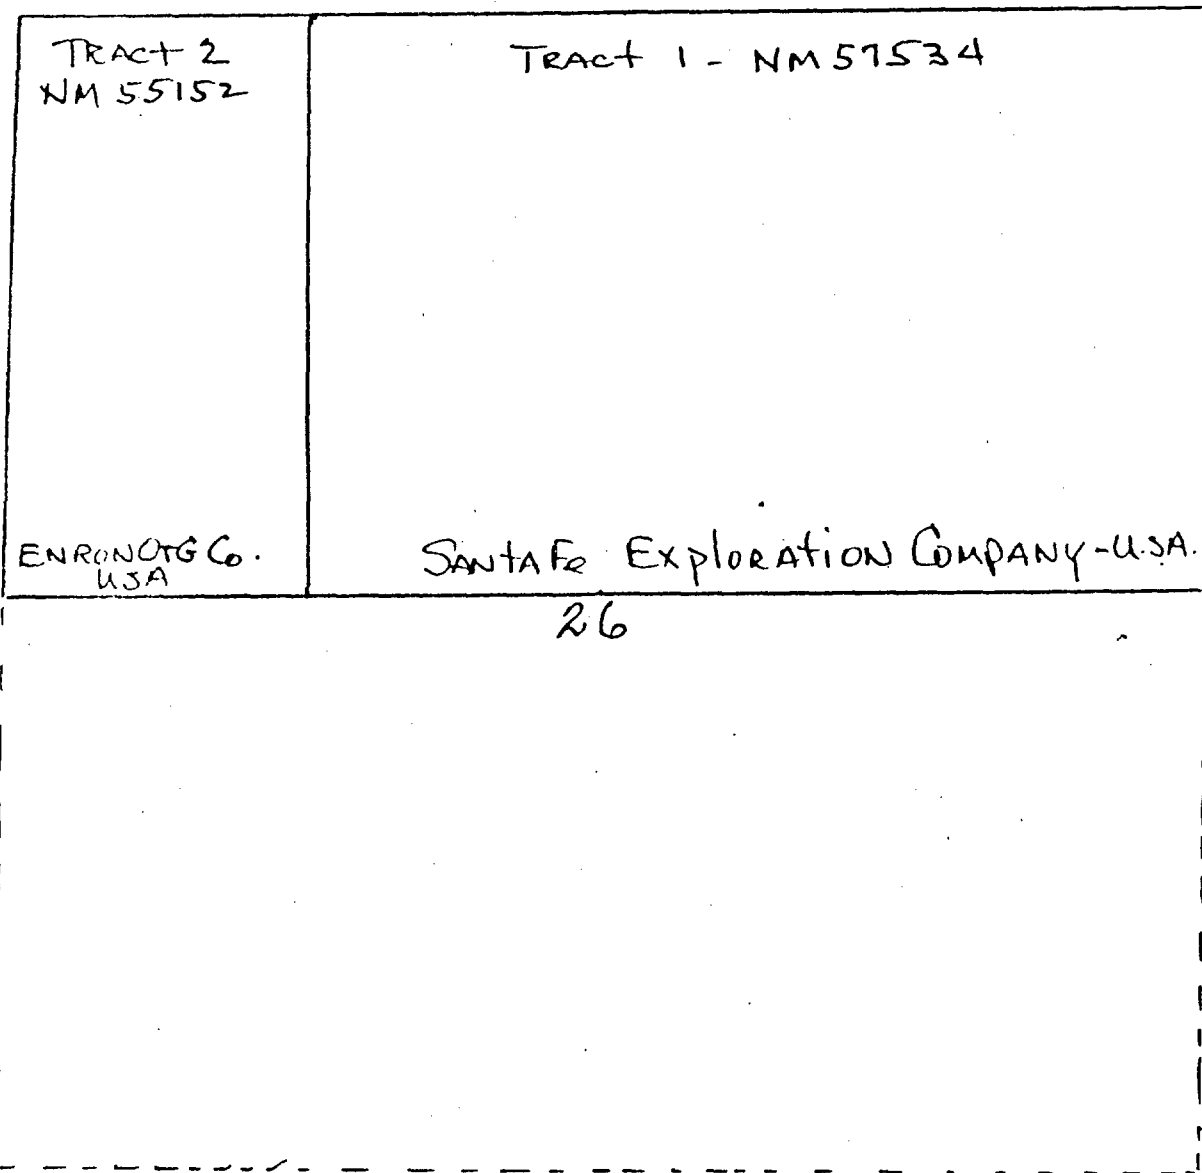 TRACT 2
NM 55152
TRACT 1 - NM 57534
ENRON O&G Co.
USA
SANTA FE EXPLORATION COMPANY-U.S.A.
26